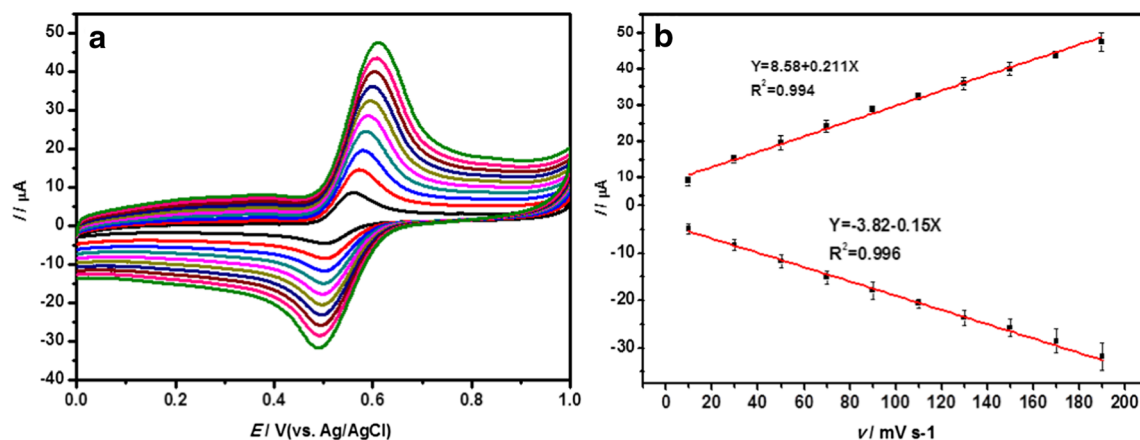 a
50
40
30
20
10
0
-10
-20
-30
-40
I / μA
0.0 0.2 0.4 0.6 0.8 1.0
E / V(vs. Ag/AgCl)
b
50
40
30
20
10
0
-10
-20
-30
I / μA
Y=8.58+0.211X
R²=0.994
Y=-3.82-0.15X
R²=0.996
0 20 40 60 80 100 120 140 160 180 200
v / mV s-1